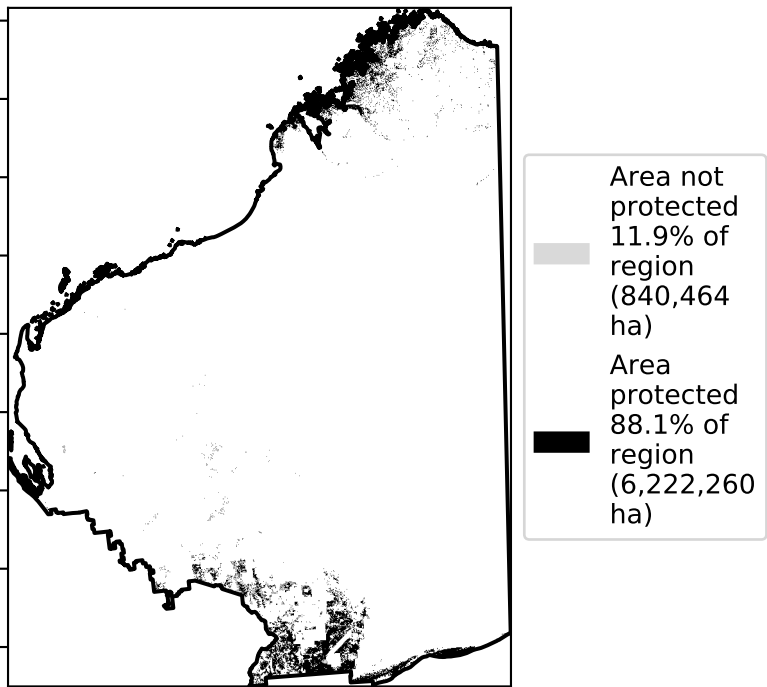 Area not
protected
11.9% of
region
(840,464
ha)
Area
protected
88.1% of
region
(6,222,260
ha)